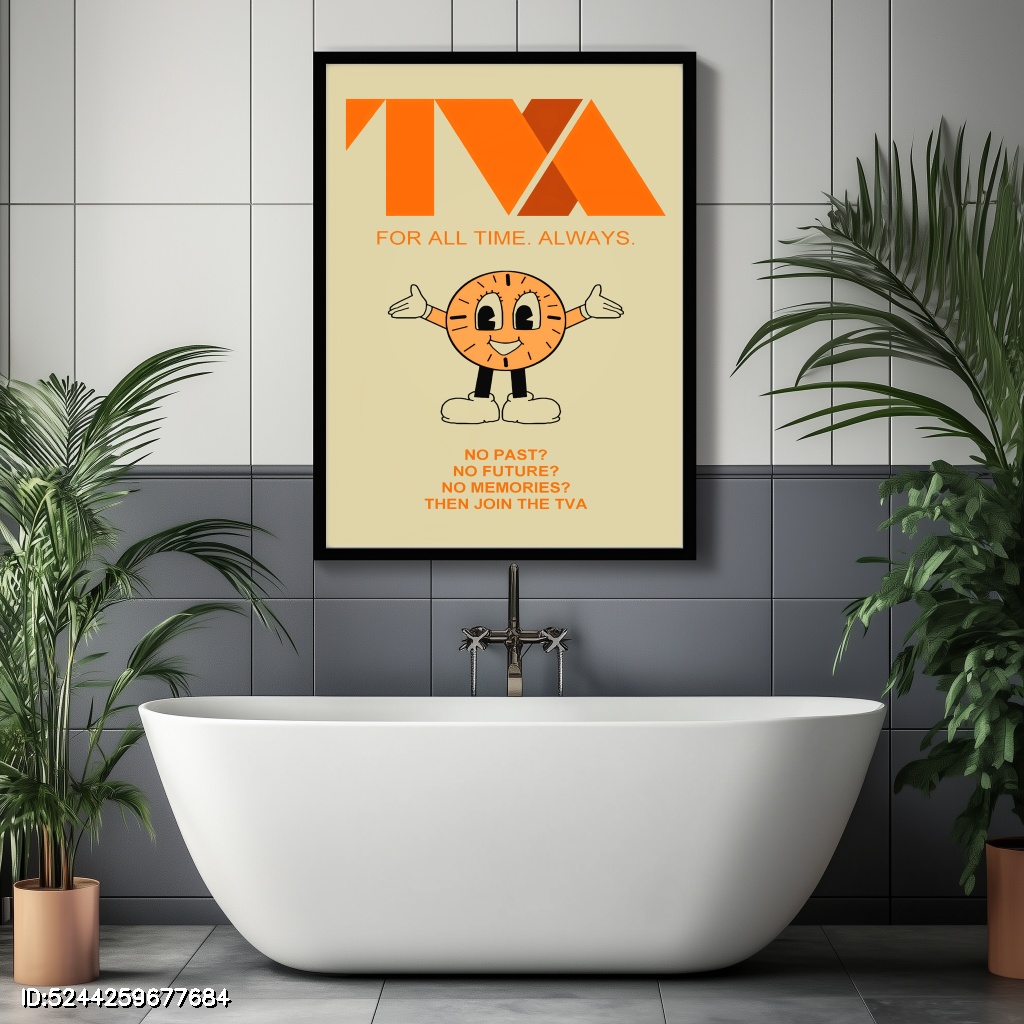 TVA
FOR ALL TIME. ALWAYS.
NO PAST?
NO FUTURE?
NO MEMORIES?
THEN JOIN THE TVA
ID:5244259677684